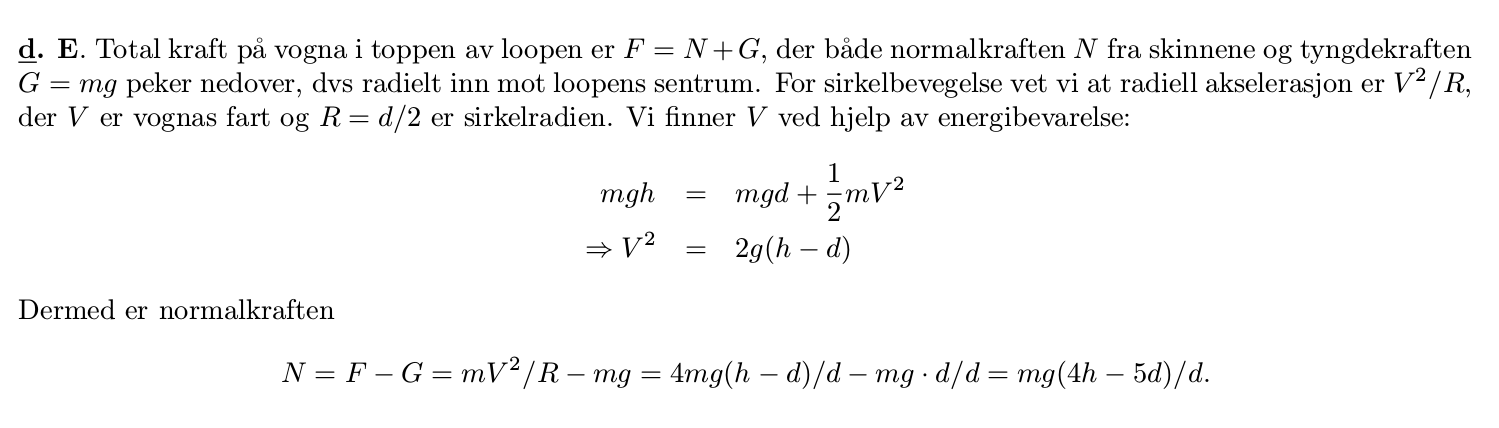 d. E. Total kraft på vogna i toppen av loopen er F = N + G, der både normalkraften N fra skinnene og tyngdekraften
G = mg peker nedover, dvs radielt inn mot loopens sentrum. For sirkelbevegelse vet vi at radiell akselerasjon er V²/R,
der V er vognas fart og R = d/2 er sirkelradien. Vi finner V ved hjelp av energibevarelse:
mgh = mgd + 1/2 mV²
⇒ V² = 2g(h − d)
Dermed er normalkraften
N = F − G = mV²/R − mg = 4mg(h − d)/d − mg · d/d = mg(4h − 5d)/d.